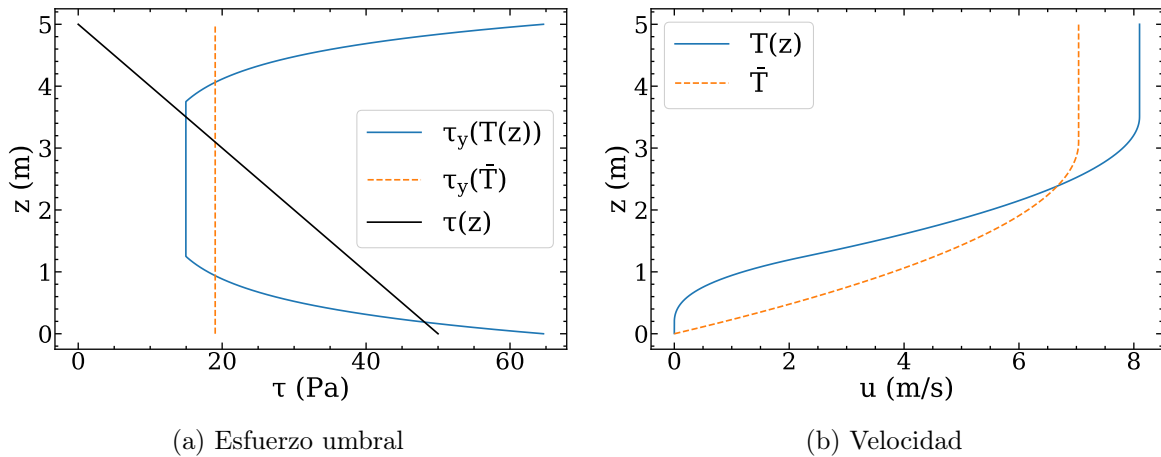 5
4
3
2
1
0
z (m)
τy(T(z))
τy(T̄)
τ(z)
0
20
40
60
τ (Pa)
(a) Esfuerzo umbral
5
4
3
2
1
0
z (m)
T(z)
T̄
0
2
4
6
8
u (m/s)
(b) Velocidad